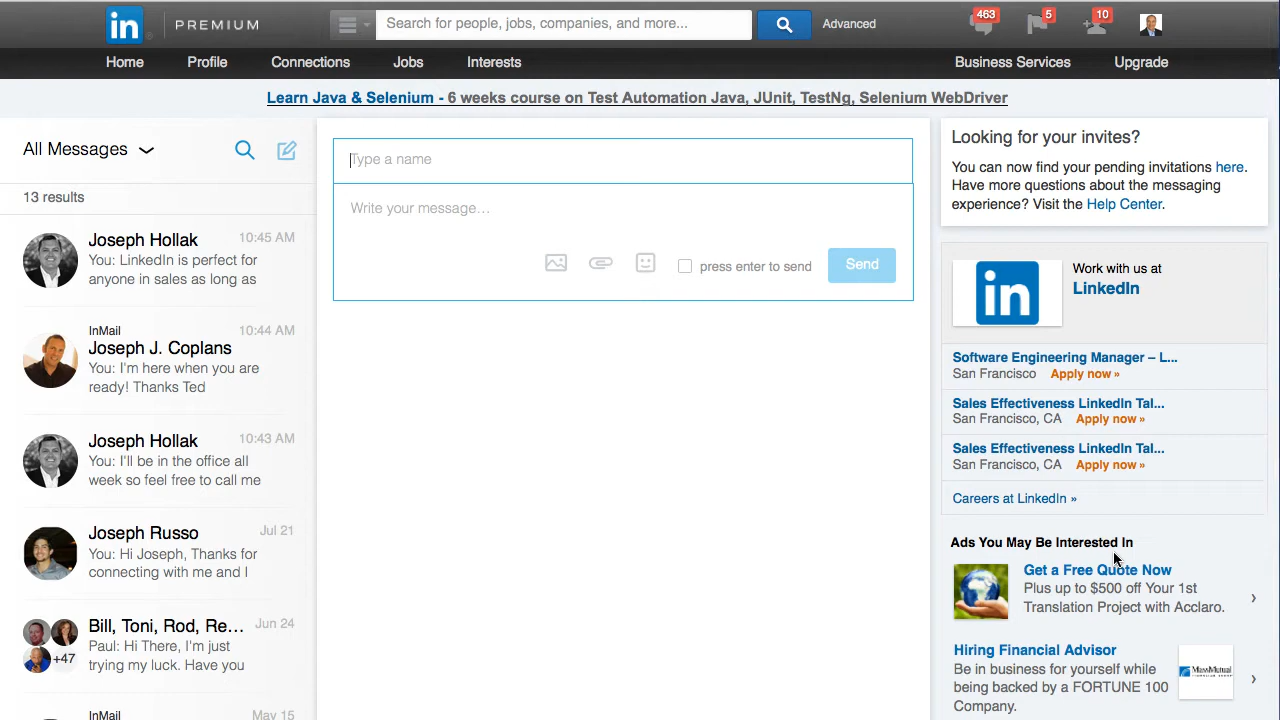 in PREMIUM
Search for people, jobs, companies, and more...
Advanced
463
5
10
Home Profile Connections Jobs Interests Business Services Upgrade
Learn Java & Selenium - 6 weeks course on Test Automation Java, JUnit, TestNg, Selenium WebDriver
All Messages
13 results
Joseph Hollak 10:45 AM
You: LinkedIn is perfect for
anyone in sales as long as
InMail 10:44 AM
Joseph J. Coplans
You: I'm here when you are
ready! Thanks Ted
Joseph Hollak 10:43 AM
You: I'll be in the office all
week so feel free to call me
Joseph Russo Jul 21
You: Hi Joseph, Thanks for
connecting with me and I
Bill, Toni, Rod, Re... Jun 24
+47
Paul: Hi There, I'm just
trying my luck. Have you
InMail May 15
Type a name
Write your message...
press enter to send
Send
Looking for your invites?
You can now find your pending invitations here.
Have more questions about the messaging
experience? Visit the Help Center.
in
Work with us at
LinkedIn
Software Engineering Manager – L...
San Francisco Apply now »
Sales Effectiveness LinkedIn Tal...
San Francisco, CA Apply now »
Sales Effectiveness LinkedIn Tal...
San Francisco, CA Apply now »
Careers at LinkedIn »
Ads You May Be Interested In
Get a Free Quote Now
Plus up to $500 off Your 1st
Translation Project with Acclaro.
Hiring Financial Advisor
Be in business for yourself while
being backed by a FORTUNE 100
Company.
MassMutual